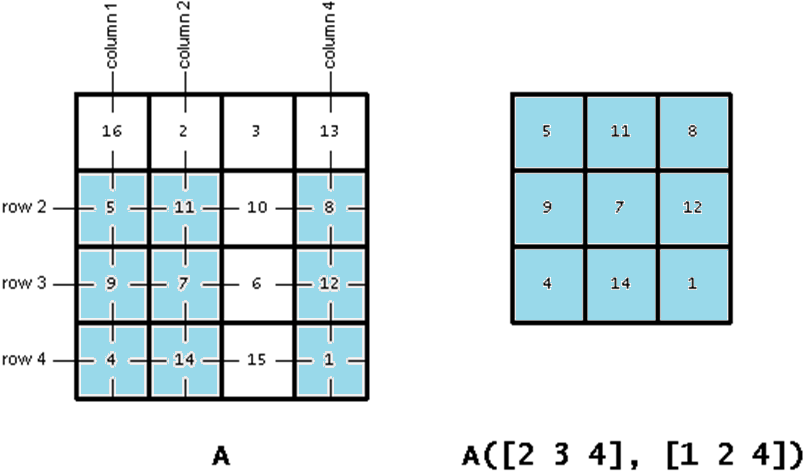 column 1 column 2 column 4
16 2 3 13 5 11 8
row 2 5 11 10 8 9 7 12
row 3 9 7 6 12 4 14 1
row 4 4 14 15 1
A A([2 3 4], [1 2 4])